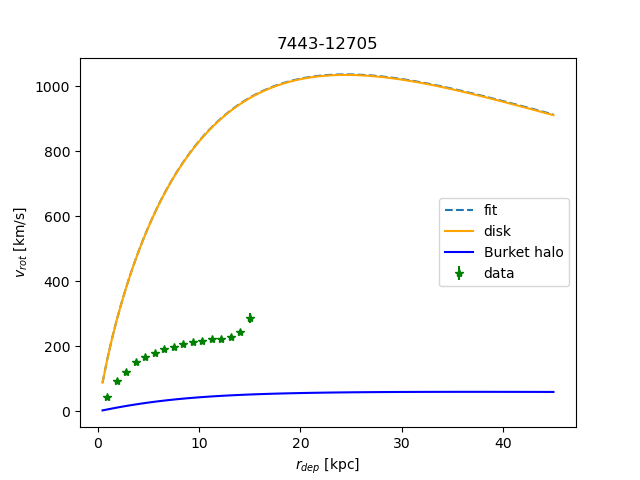 7443-12705
1000
800
600
400
200
0
v_rot [km/s]
fit
disk
Burket halo
data
0 10 20 30 40
r_dep [kpc]